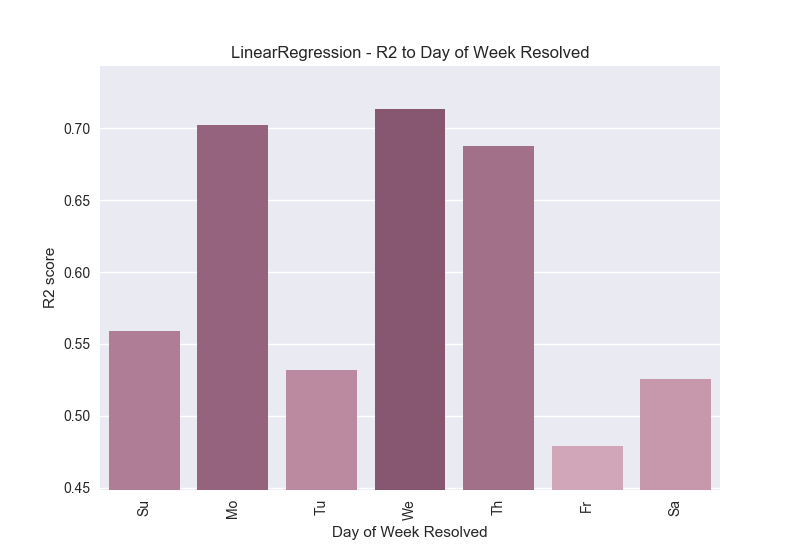 LinearRegression - R2 to Day of Week Resolved
0.70
0.65
0.60
0.55
0.50
0.45
R2 score
Su
Mo
Tu
We
Th
Fr
Sa
Day of Week Resolved